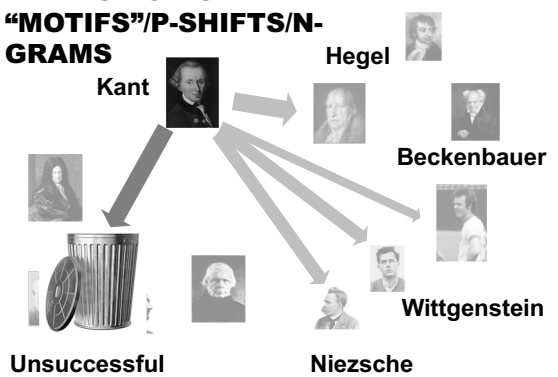 “MOTIFS”/P-SHIFTS/N-
GRAMS
Hegel
Kant
Beckenbauer
Wittgenstein
Unsuccessful
Niezsche